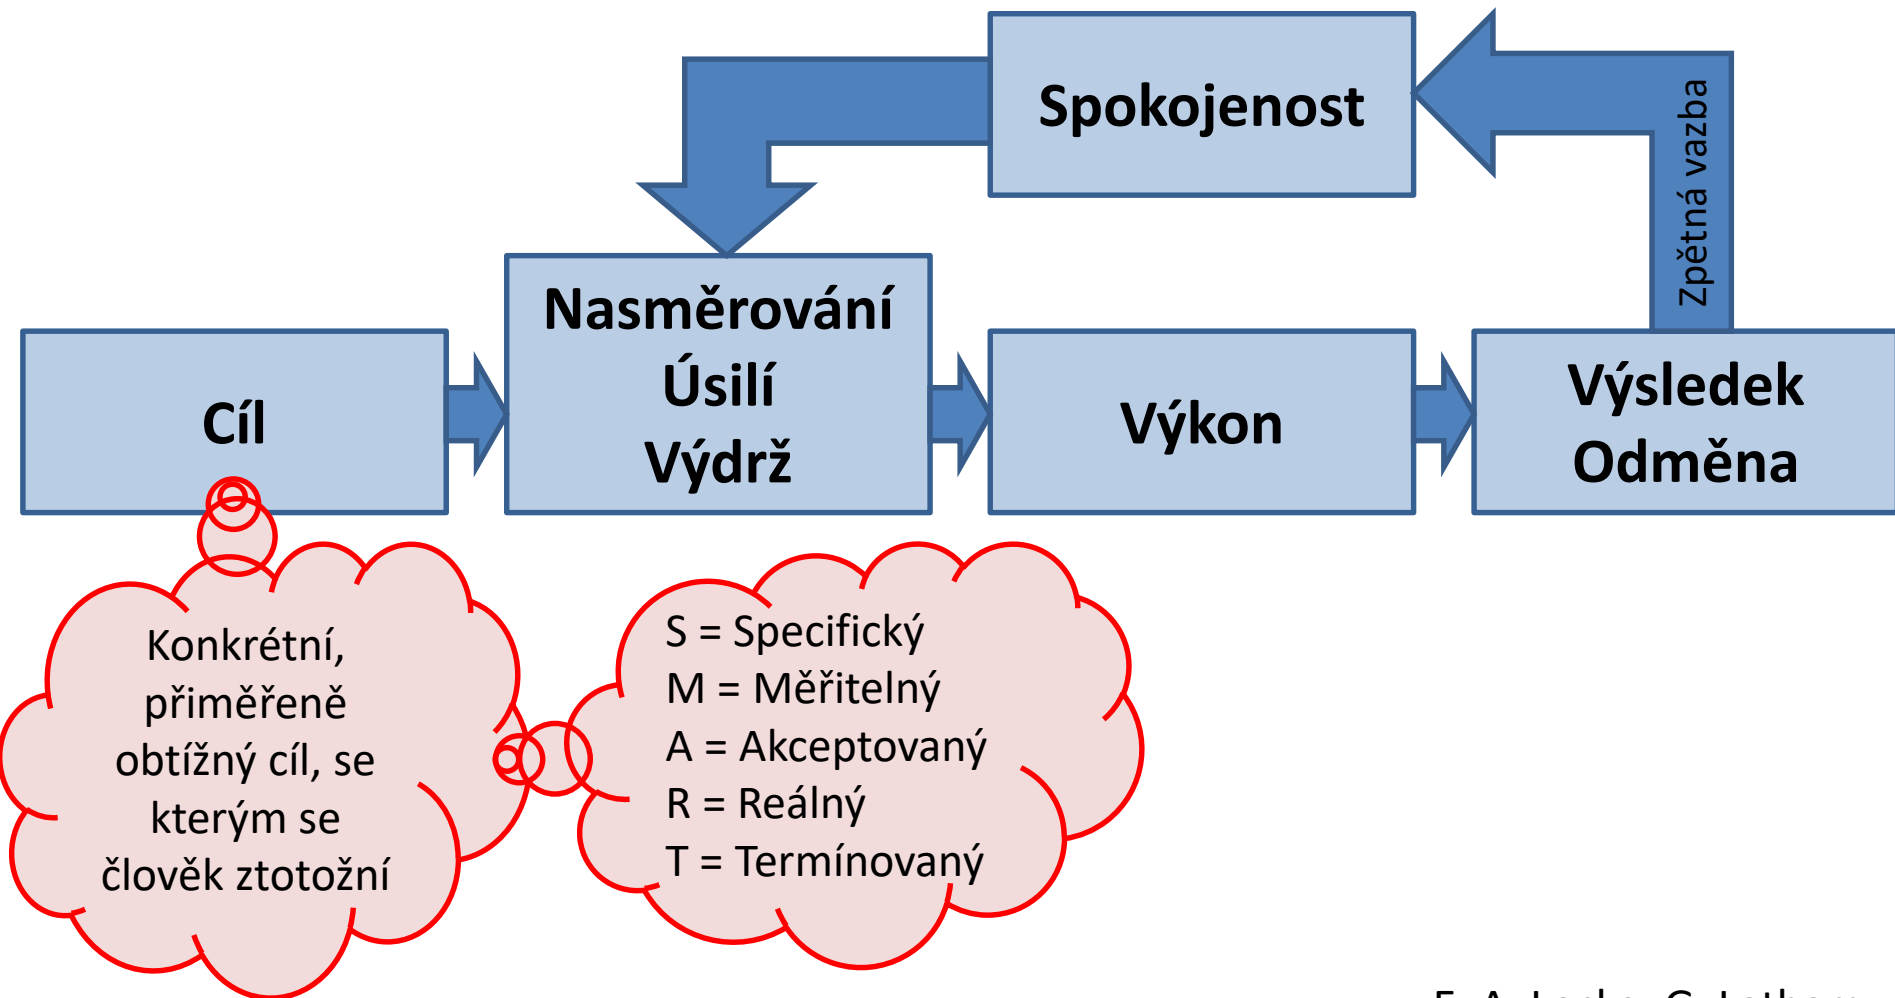 Spokojenost
Zpětná vazba
Cíl
Nasměrování
Úsilí
Výdrž
Výkon
Výsledek
Odměna
Konkrétní,
přiměřeně
obtížný cíl, se
kterým se
člověk ztotožní
S = Specifický
M = Měřitelný
A = Akceptovaný
R = Reálný
T = Termínovaný